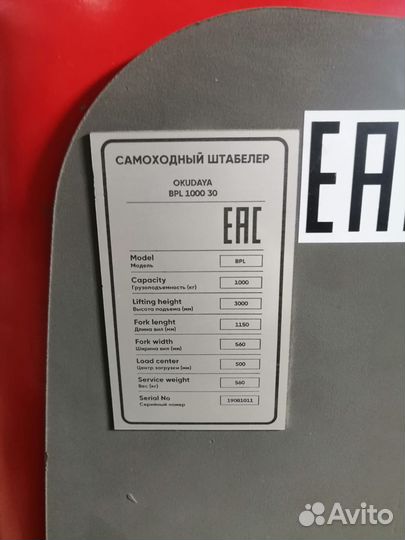 САМОХОДНЫЙ ШТАБЕЛЕР
OKUDAYA
BPL 1000 30
EAC
EAC
Model BPL
Модель
Capacity 1000
Грузоподъемность (кг)
Lifting height 3000
Высота подъема (мм)
Fork lenght 1150
Длина вил (мм)
Fork width 560
Ширина вил (мм)
Load center 500
Центр загрузки (мм)
Service weight 560
Вес (кг)
Serial No 19081011
Серийный номер
Avito